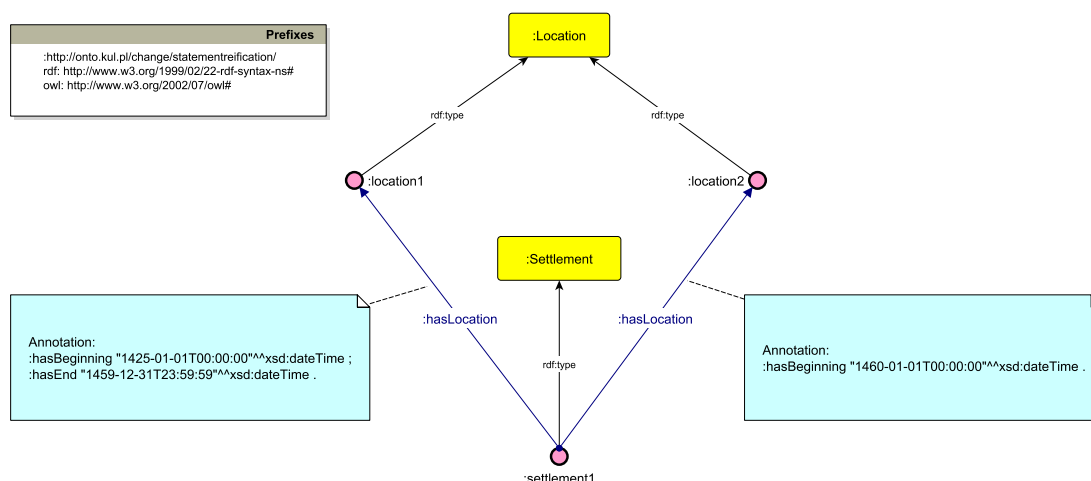 Prefixes
:http://onto.kul.pl/change/statementreification/
rdf: http://www.w3.org/1999/02/22-rdf-syntax-ns#
owl: http://www.w3.org/2002/07/owl#
:Location
rdf:type
rdf:type
:location1
:location2
:Settlement
:hasLocation
:hasLocation
Annotation:
:hasBeginning "1425-01-01T00:00:00"^^xsd:dateTime ;
:hasEnd "1459-12-31T23:59:59"^^xsd:dateTime .
Annotation:
:hasBeginning "1460-01-01T00:00:00"^^xsd:dateTime .
rdf:type
:settlement1